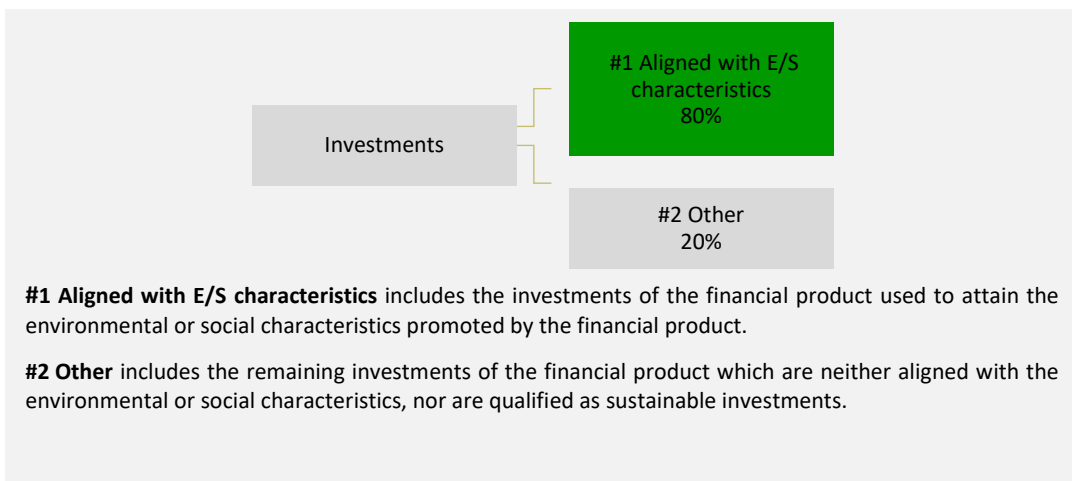 #1 Aligned with E/S
characteristics
80%
Investments
#2 Other
20%
#1 Aligned with E/S characteristics includes the investments of the financial product used to attain the
environmental or social characteristics promoted by the financial product.
#2 Other includes the remaining investments of the financial product which are neither aligned with the
environmental or social characteristics, nor are qualified as sustainable investments.